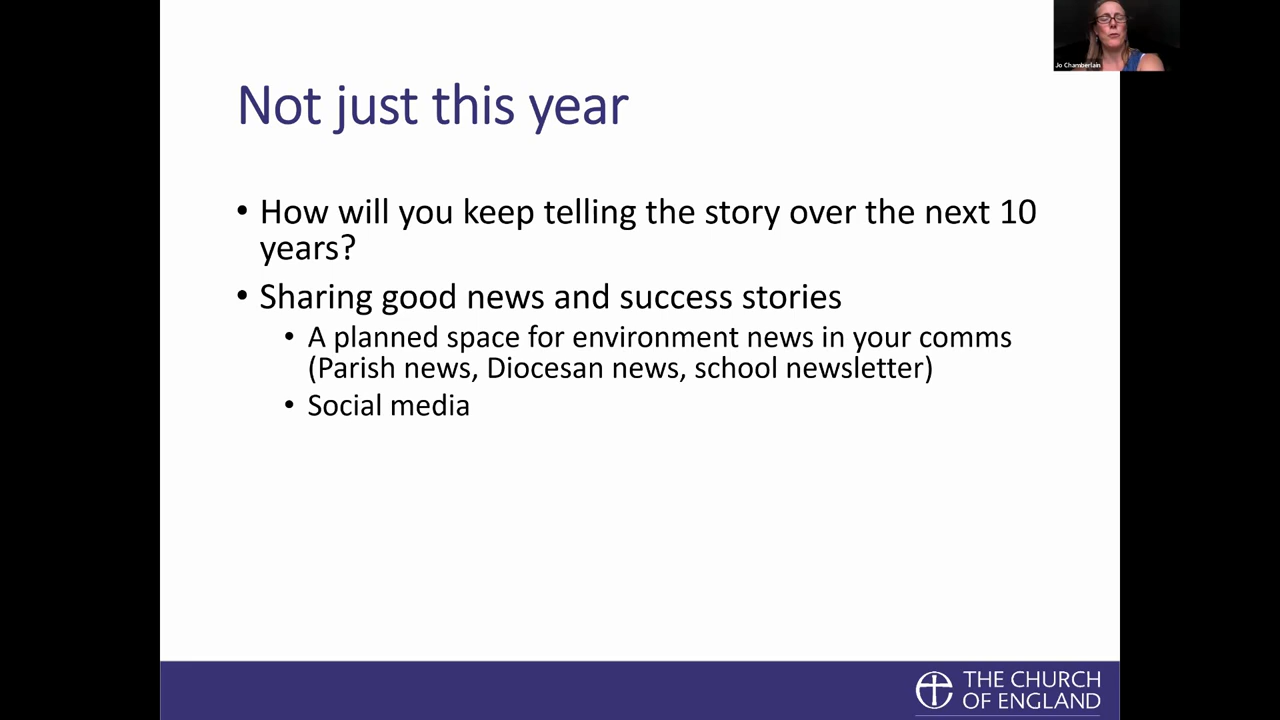 Jo Chamberlain
Not just this year
• How will you keep telling the story over the next 10
years?
• Sharing good news and success stories
• A planned space for environment news in your comms
(Parish news, Diocesan news, school newsletter)
• Social media
THE CHURCH
OF ENGLAND